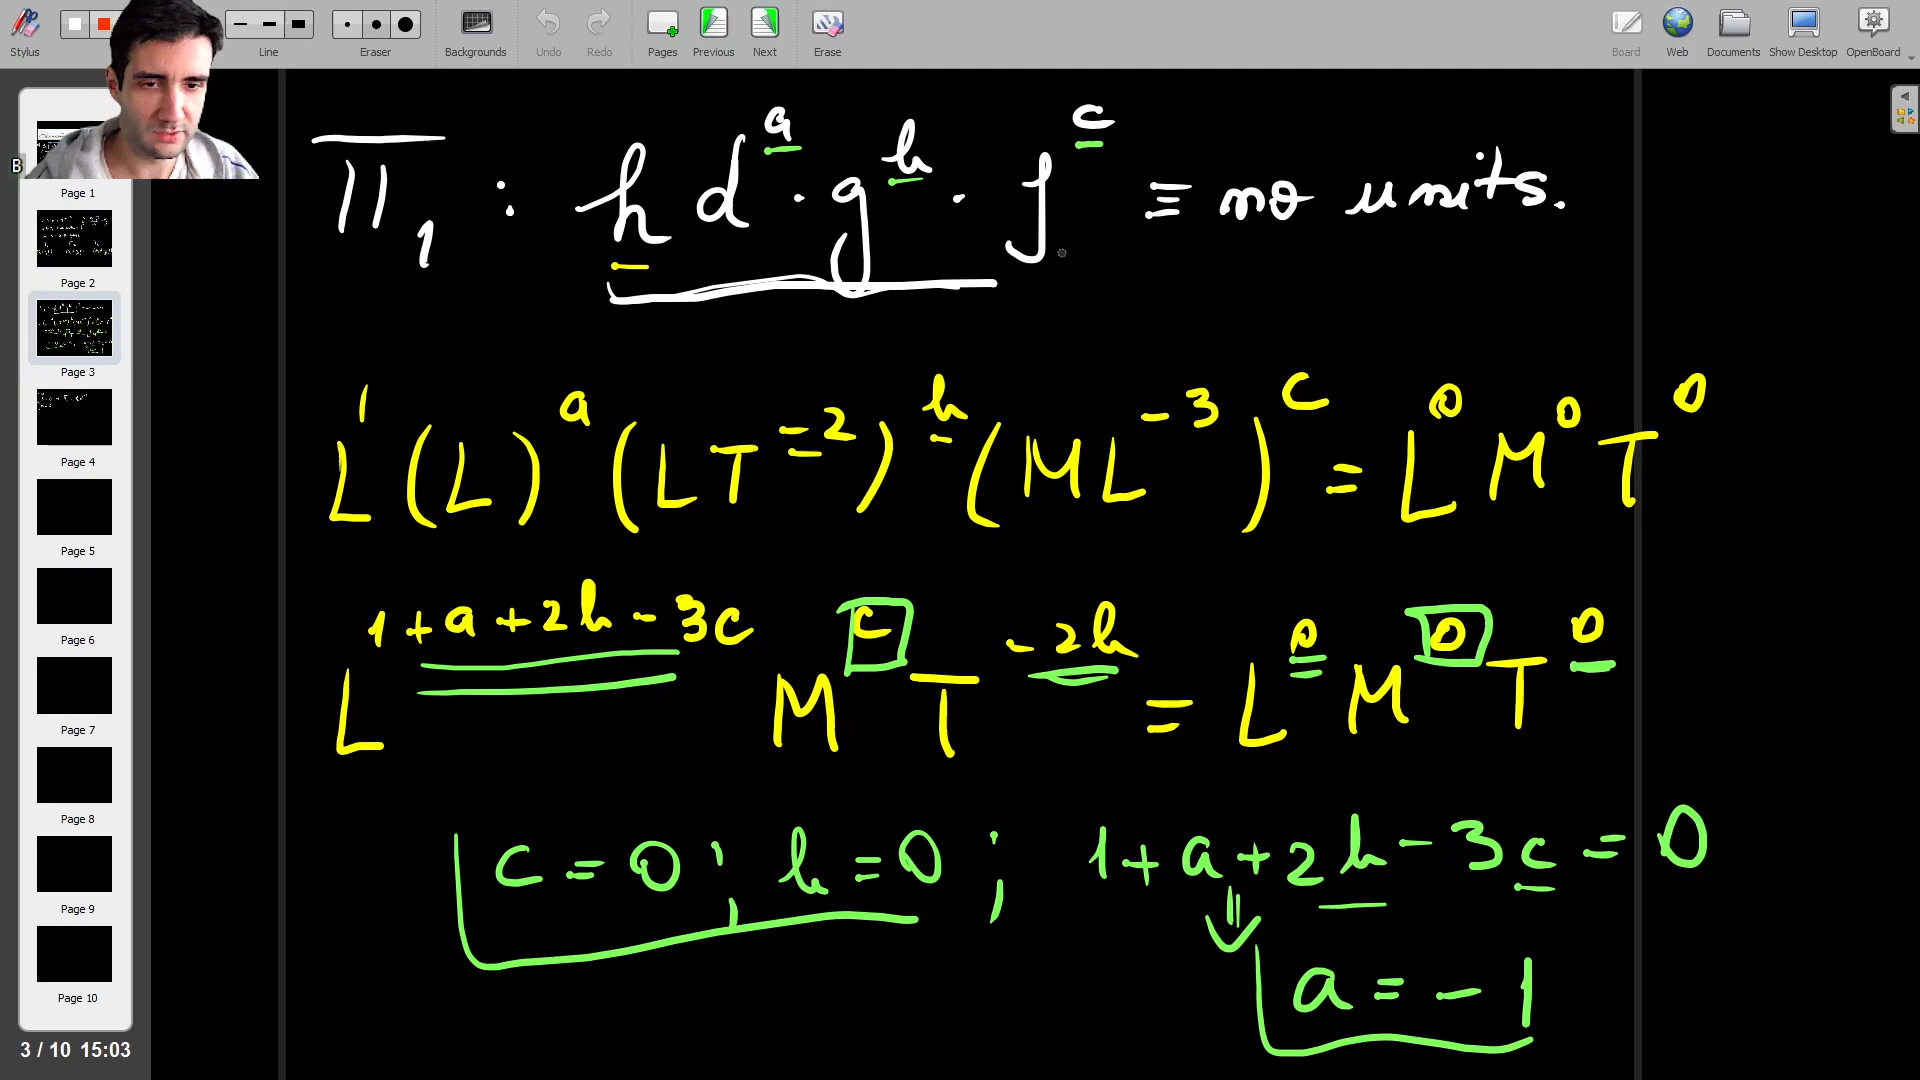 Stylus
Line
Eraser
Backgrounds
Undo
Redo
Pages
Previous
Next
Erase
Board
Web
Documents
Show Desktop
OpenBoard
B
Page 1
Page 2
Page 3
Page 4
Page 5
Page 6
Page 7
Page 8
Page 9
Page 10
3 / 10 15:03
Π₁ : h d^a · g^b · ρ^c ≡ no units.
L^1 (L)^a (LT^-2)^b (ML^-3)^c = L^0 M^0 T^0
L^(1+a+2b-3c) M^c T^(-2b) = L^0 M^0 T^0
c = 0 ; b = 0 ; 1 + a + 2b - 3c = 0
⇓
a = -1